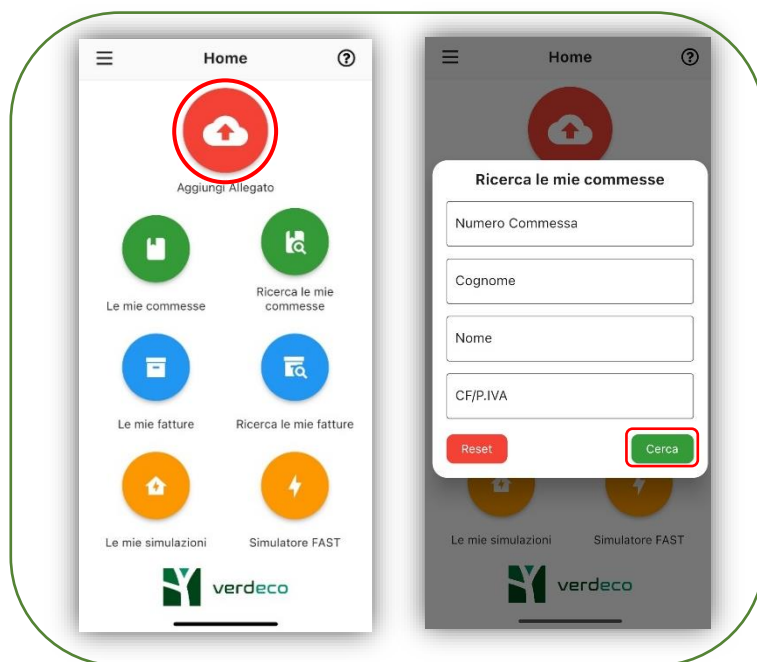 Home
Aggiungi Allegato
Le mie commesse
Ricerca le mie
commesse
Le mie fatture
Ricerca le mie fatture
Le mie simulazioni
Simulatore FAST
verdeco
Home
Ricerca le mie commesse
Numero Commessa
Cognome
Nome
CF/P.IVA
Reset
Cerca
Le mie simulazioni
Simulatore FAST
verdeco